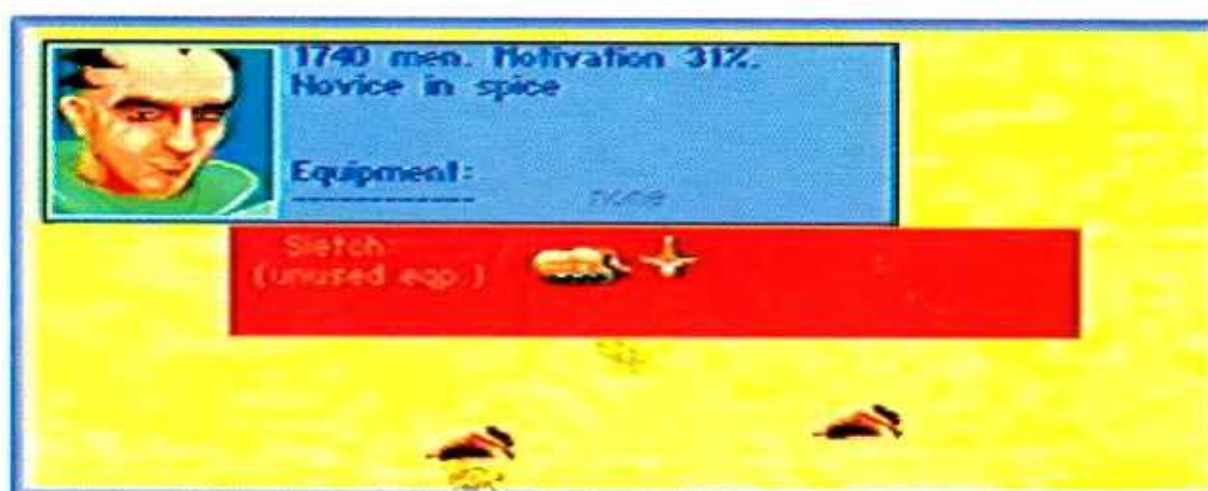 1740 men. Motivation 31%.
Novice in spice
Equipment:
none
Sietch:
(unused eqp.)